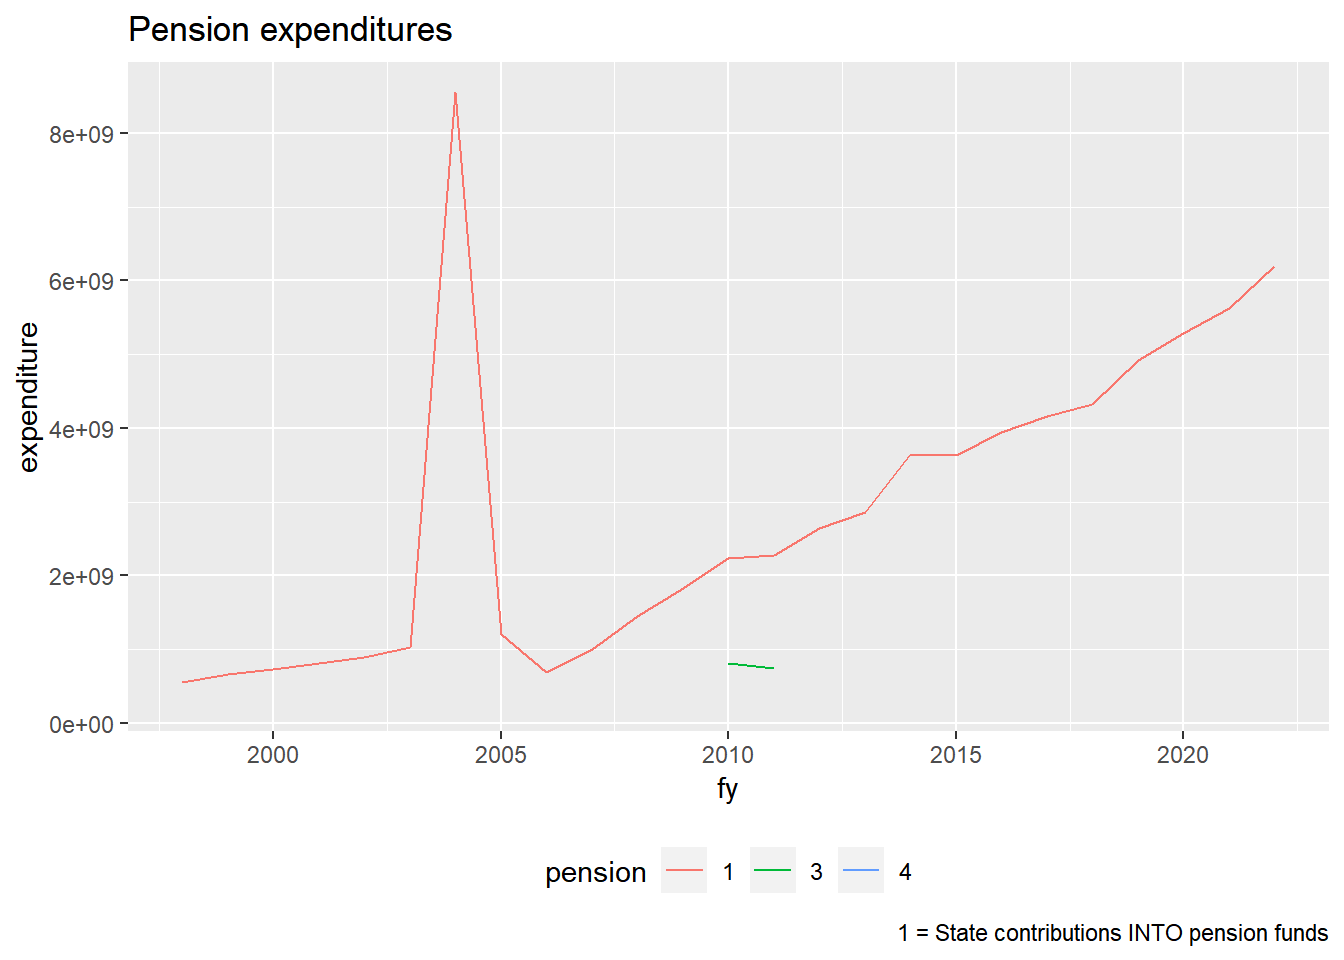 Pension expenditures
8e+09
6e+09
4e+09
2e+09
0e+00
expenditure
2000 2005 2010 2015 2020
fy
pension 1 3 4
1 = State contributions INTO pension funds